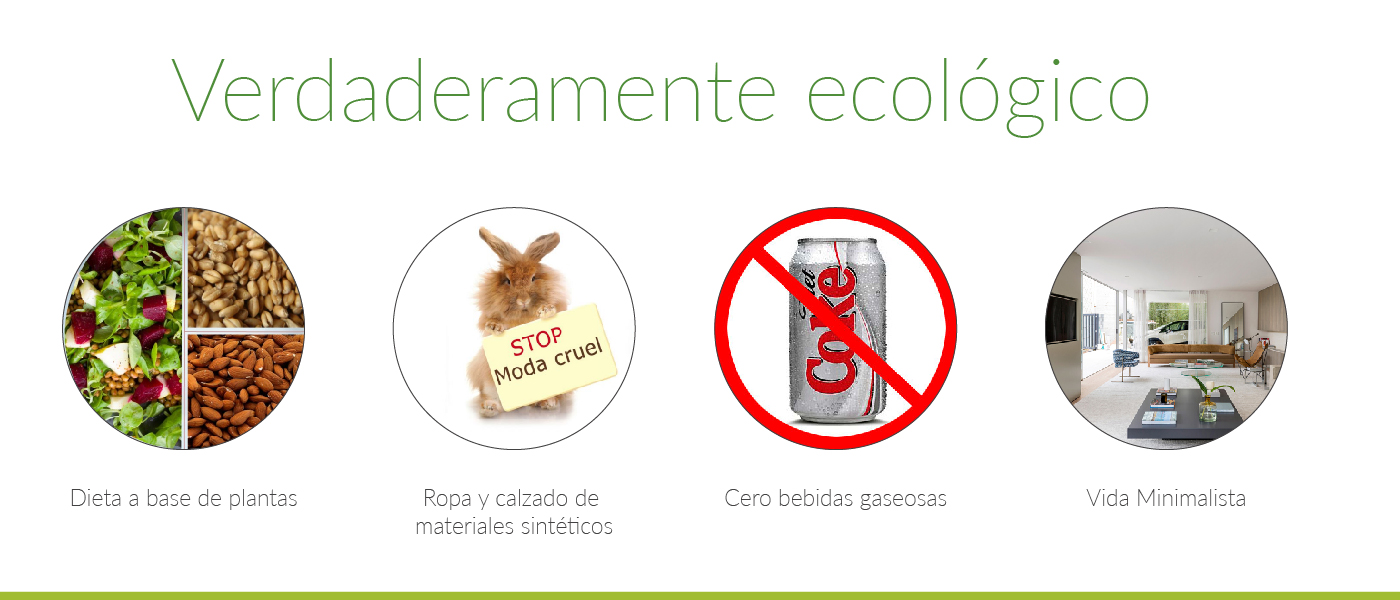 Verdaderamente ecológico
STOP
Moda cruel
Diet
Coke
Dieta a base de plantas
Ropa y calzado de
materiales sintéticos
Cero bebidas gaseosas
Vida Minimalista